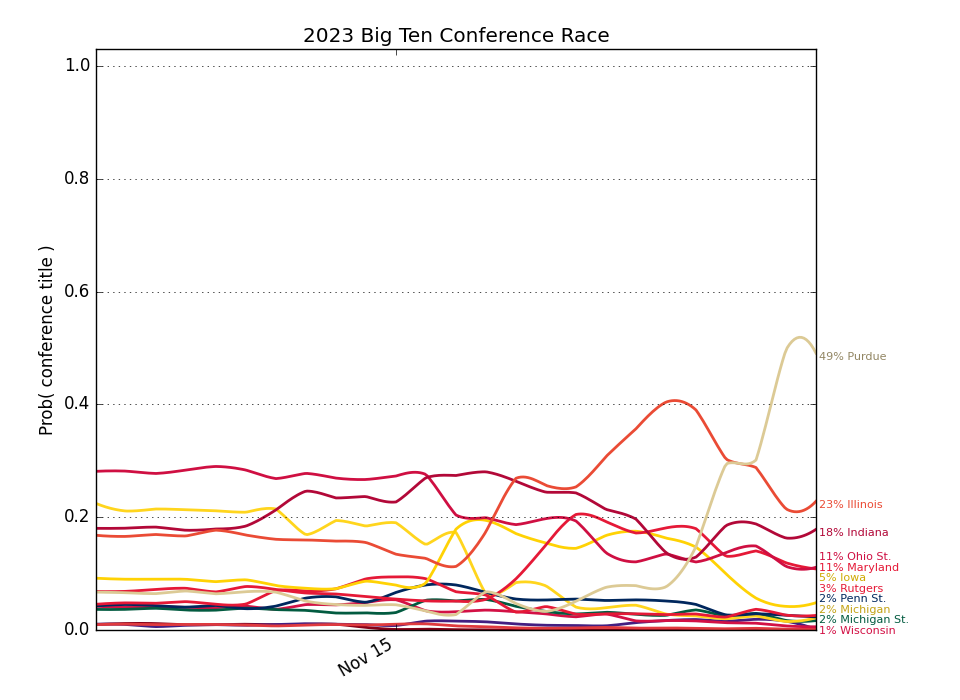 2023 Big Ten Conference Race
Prob( conference title )
1.0
0.8
0.6
0.4
0.2
0.0
Nov 15
49% Purdue
23% Illinois
18% Indiana
11% Ohio St.
11% Maryland
5% Iowa
3% Rutgers
2% Penn St.
2% Michigan
2% Michigan St.
1% Wisconsin